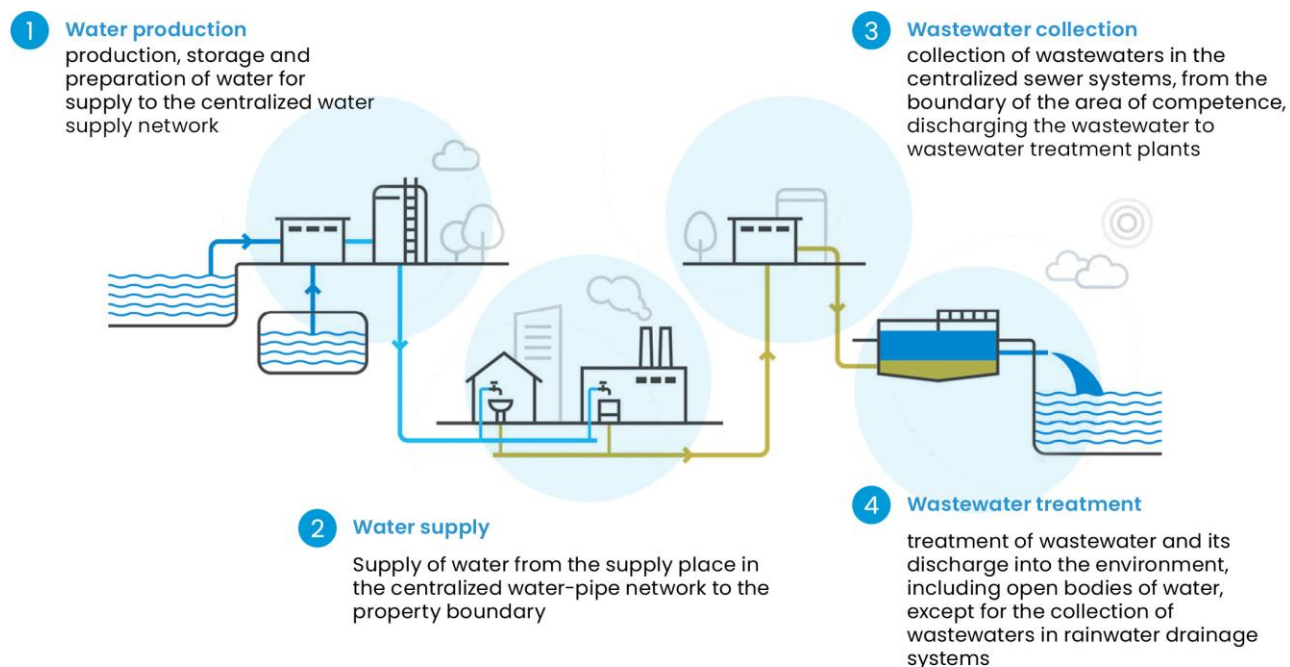 1
Water production
production, storage and
preparation of water for
supply to the centralized water
supply network
2
Water supply
Supply of water from the supply place in
the centralized water-pipe network to the
property boundary
3
Wastewater collection
collection of wastewaters in the
centralized sewer systems, from the
boundary of the area of competence,
discharging the wastewater to
wastewater treatment plants
4
Wastewater treatment
treatment of wastewater and its
discharge into the environment,
including open bodies of water,
except for the collection of
wastewaters in rainwater drainage
systems